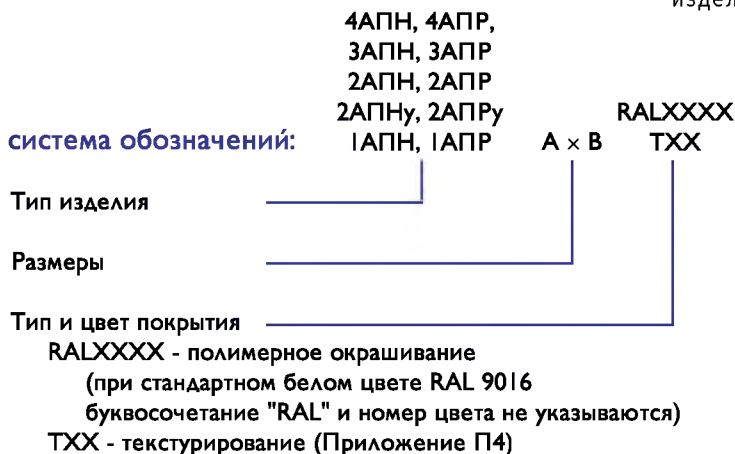 издел
4АПН, 4АПР,
3АПН, 3АПР
2АПН, 2АПР
2АПНу, 2АПРу RALXXXX
система обозначений: 1АПН, 1АПР А × В TXX
Тип изделия
Размеры
Тип и цвет покрытия
RALXXXX - полимерное окрашивание
(при стандартном белом цвете RAL 9016
буквосочетание "RAL" и номер цвета не указываются)
TXX - текстурирование (Приложение П4)